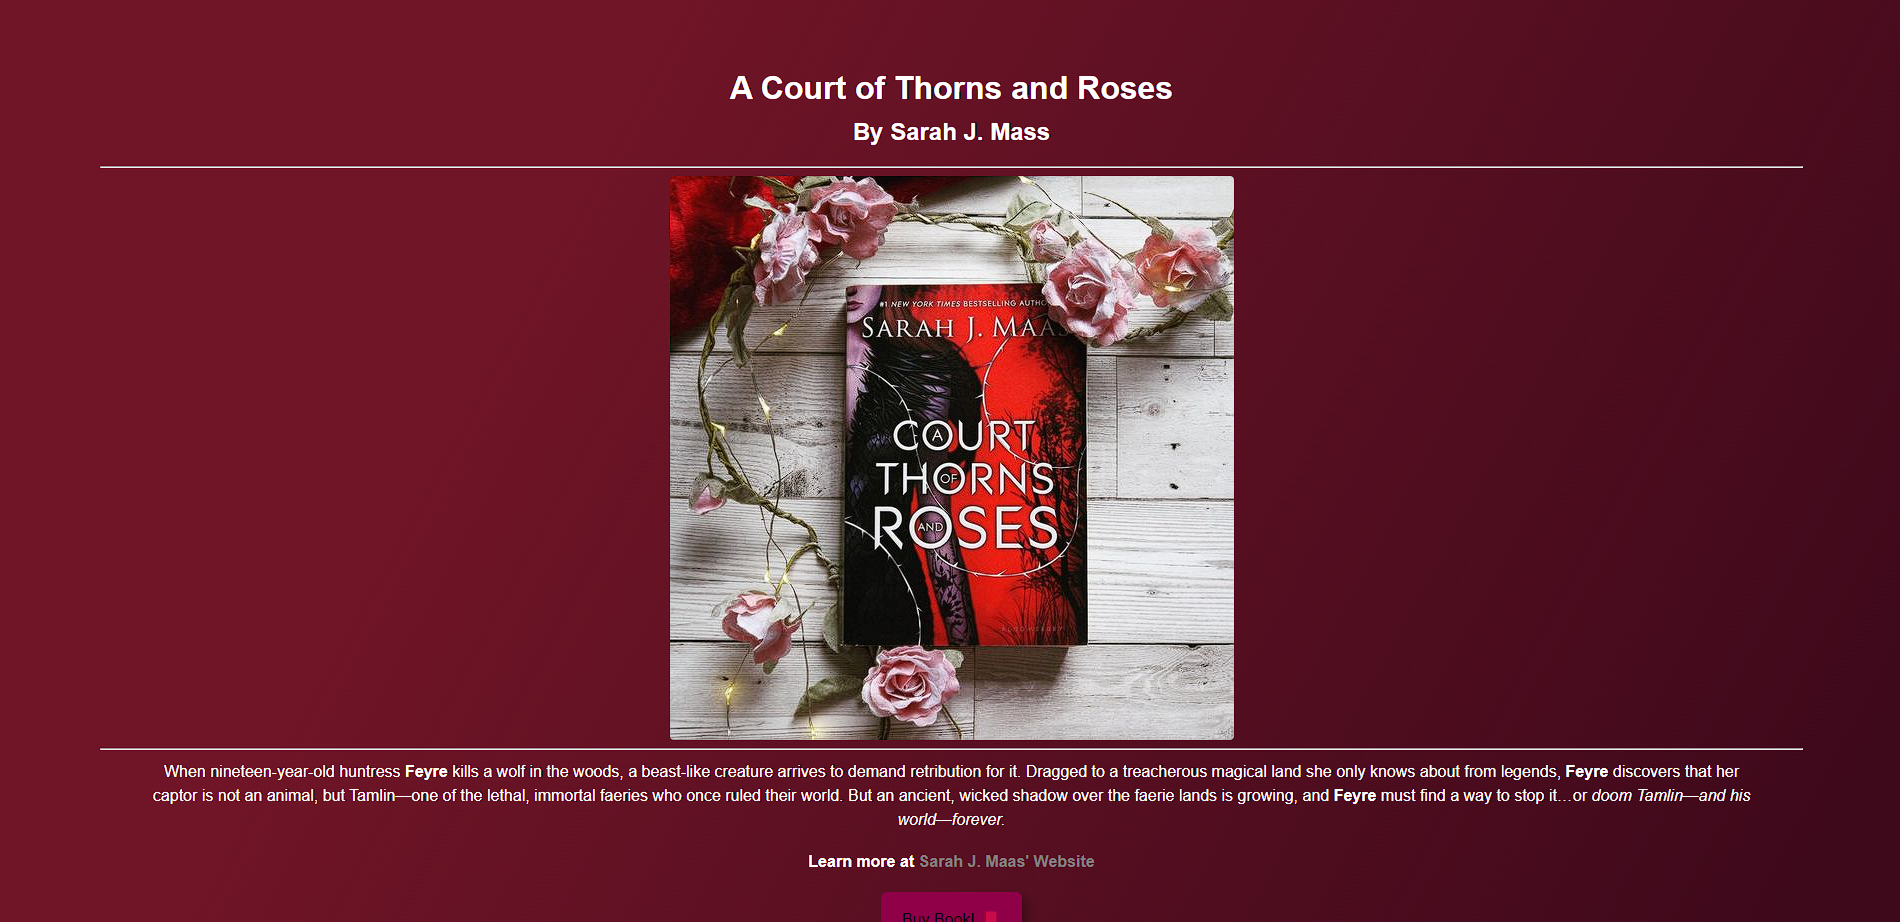 A Court of Thorns and Roses
By Sarah J. Mass
#1 NEW YORK TIMES BESTSELLING
SARAH J. MAAS
A
COURT
THORNS
OF
ROSES
AND
BLOOMSBURY
When nineteen-year-old huntress Feyre kills a wolf in the woods, a beast-like creature arrives to demand retribution for it. Dragged to a treacherous magical land she only knows about from legends, Feyre discovers that her
captor is not an animal, but Tamlin—one of the lethal, immortal faeries who once ruled their world. But an ancient, wicked shadow over the faerie lands is growing, and Feyre must find a way to stop it…or doom Tamlin—and his
world—forever.
Learn more at Sarah J. Maas' Website
Buy Book!